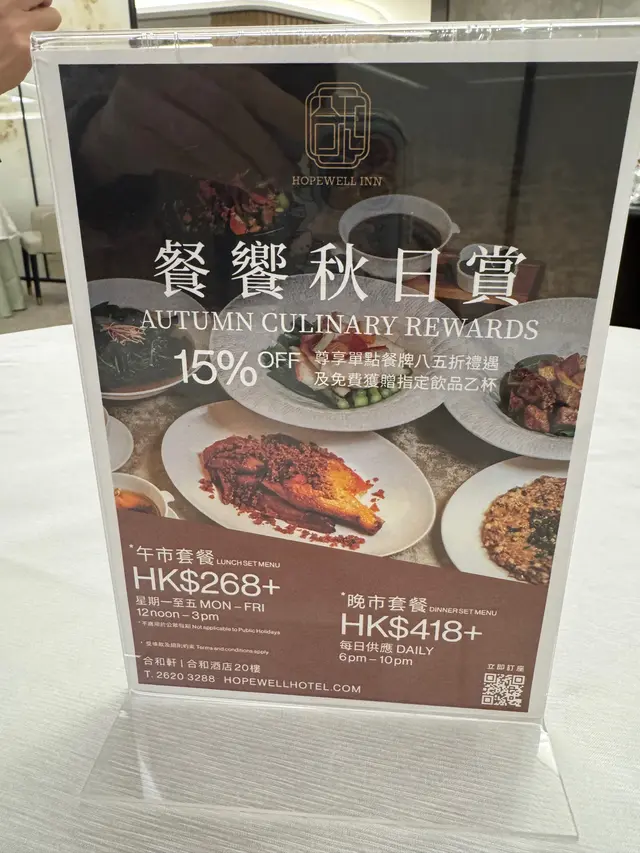 HOPEWELL INN
餐饗秋日賞
AUTUMN CULINARY REWARDS
15% OFF
尊享單點餐牌八五折禮遇
及免費獲贈指定飲品乙杯
*午市套餐 LUNCH SET MENU
HK$268+
星期一至五 MON – FRI
12noon – 3pm
Not applicable to Public Holidays
Terms and conditions apply
*晚市套餐 DINNER SET MENU
HK$418+
每日供應 DAILY
6pm – 10pm
合和軒 | 合和酒店20樓
T. 2620 3288 HOPEWELLHOTEL.COM
立即訂座